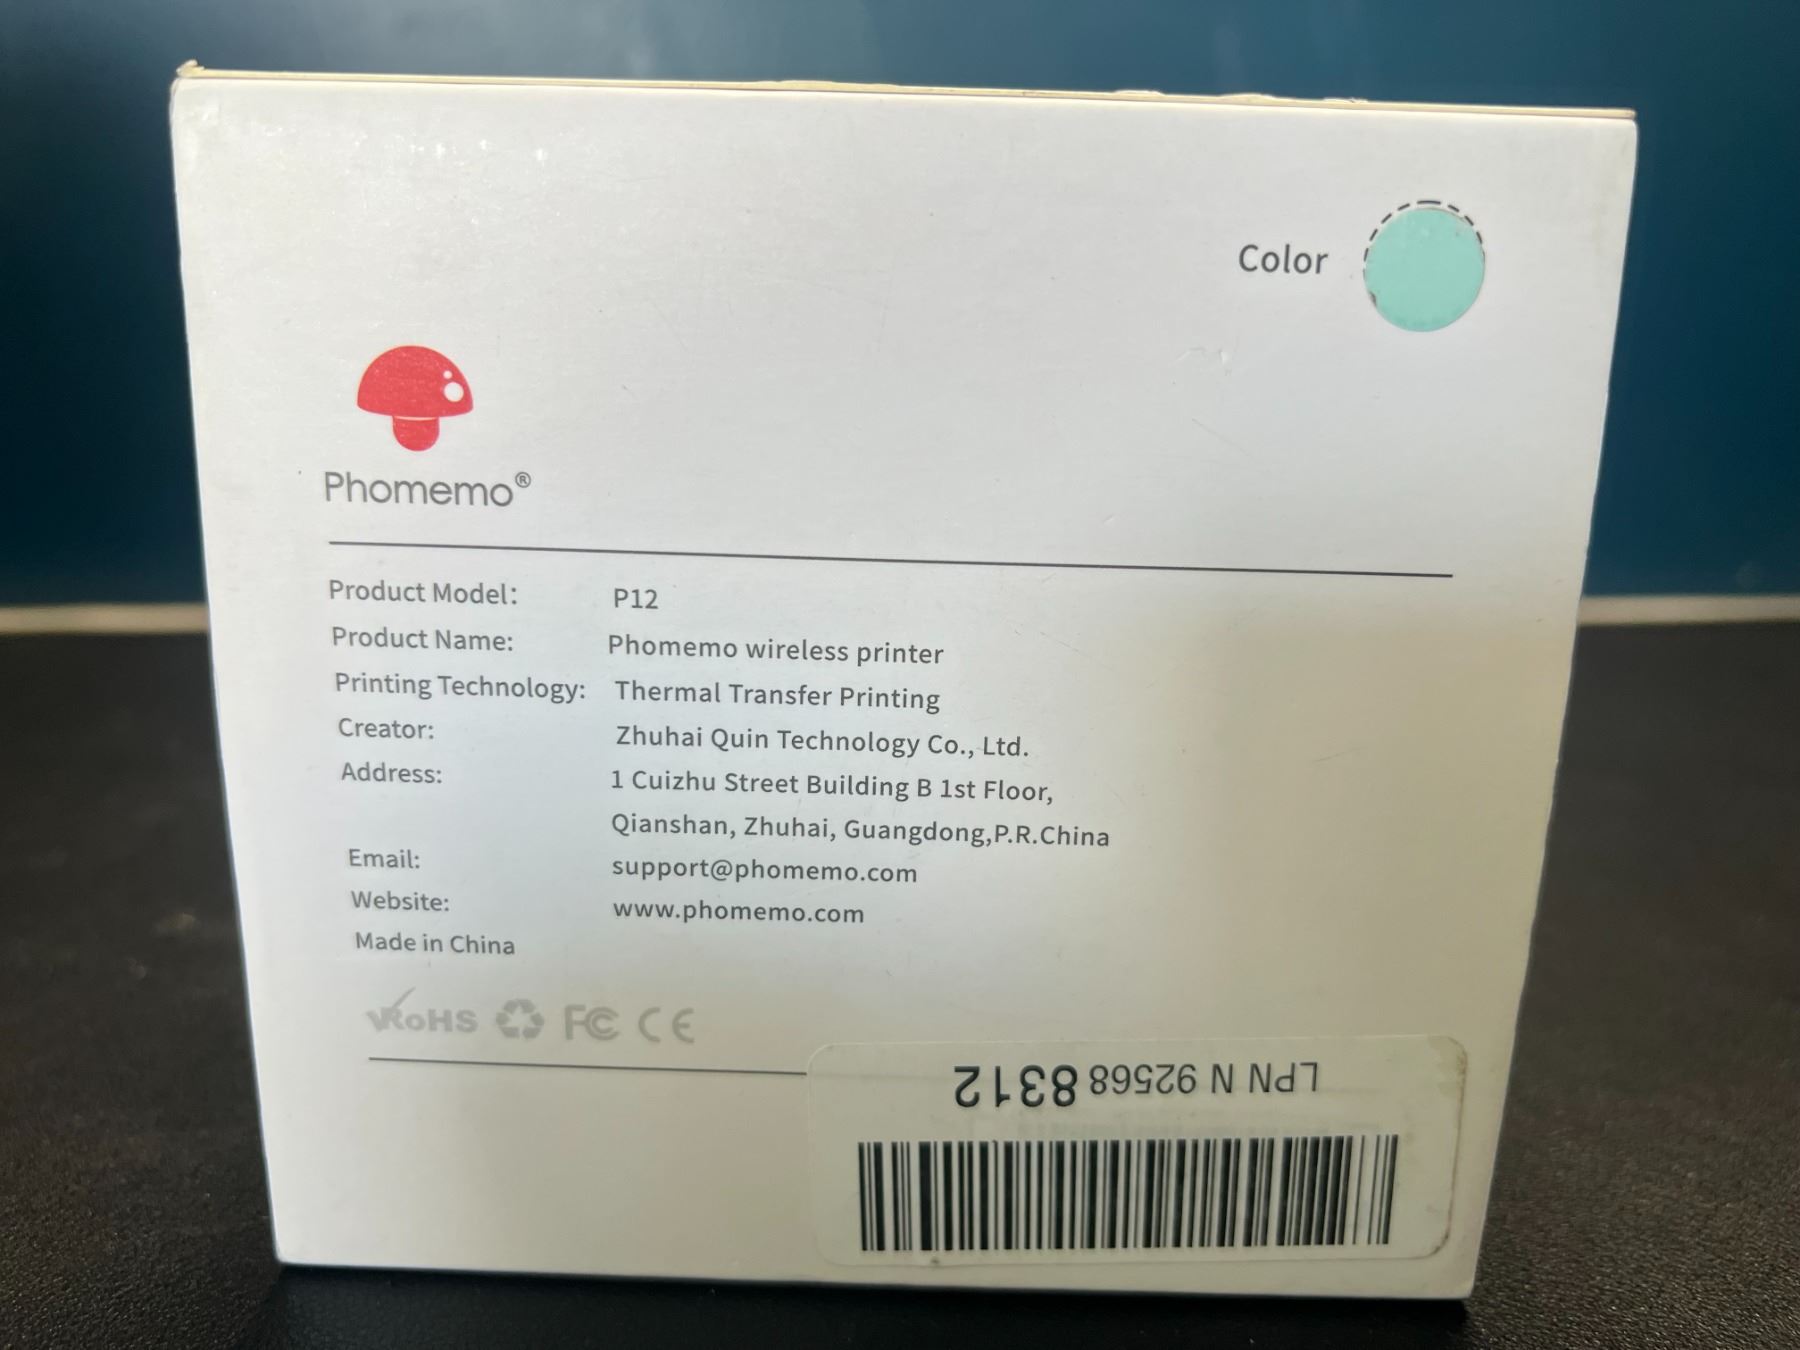 Color
Phomemo®
Product Model: P12
Product Name: Phomemo wireless printer
Printing Technology: Thermal Transfer Printing
Creator: Zhuhai Quin Technology Co., Ltd.
Address: 1 Cuizhu Street Building B 1st Floor,
Qianshan, Zhuhai, Guangdong,P.R.China
Email: support@phomemo.com
Website: www.phomemo.com
Made in China
RoHS FC CE
LPN N 92568 8312